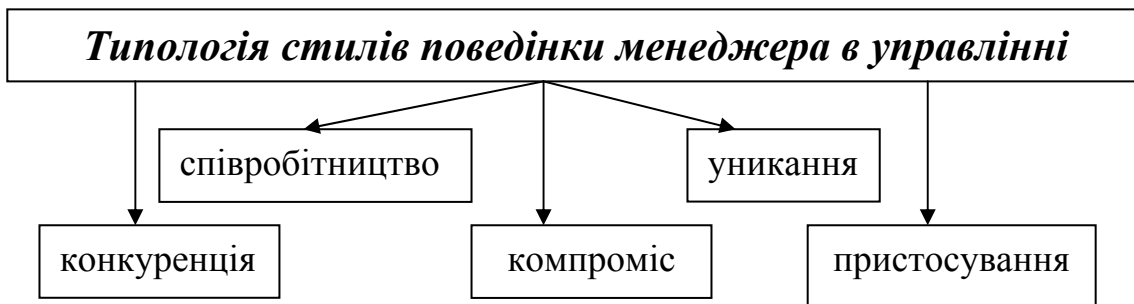 Типологія стилів поведінки менеджера в управлінні
співробітництво
уникання
конкуренція
компроміс
пристосування